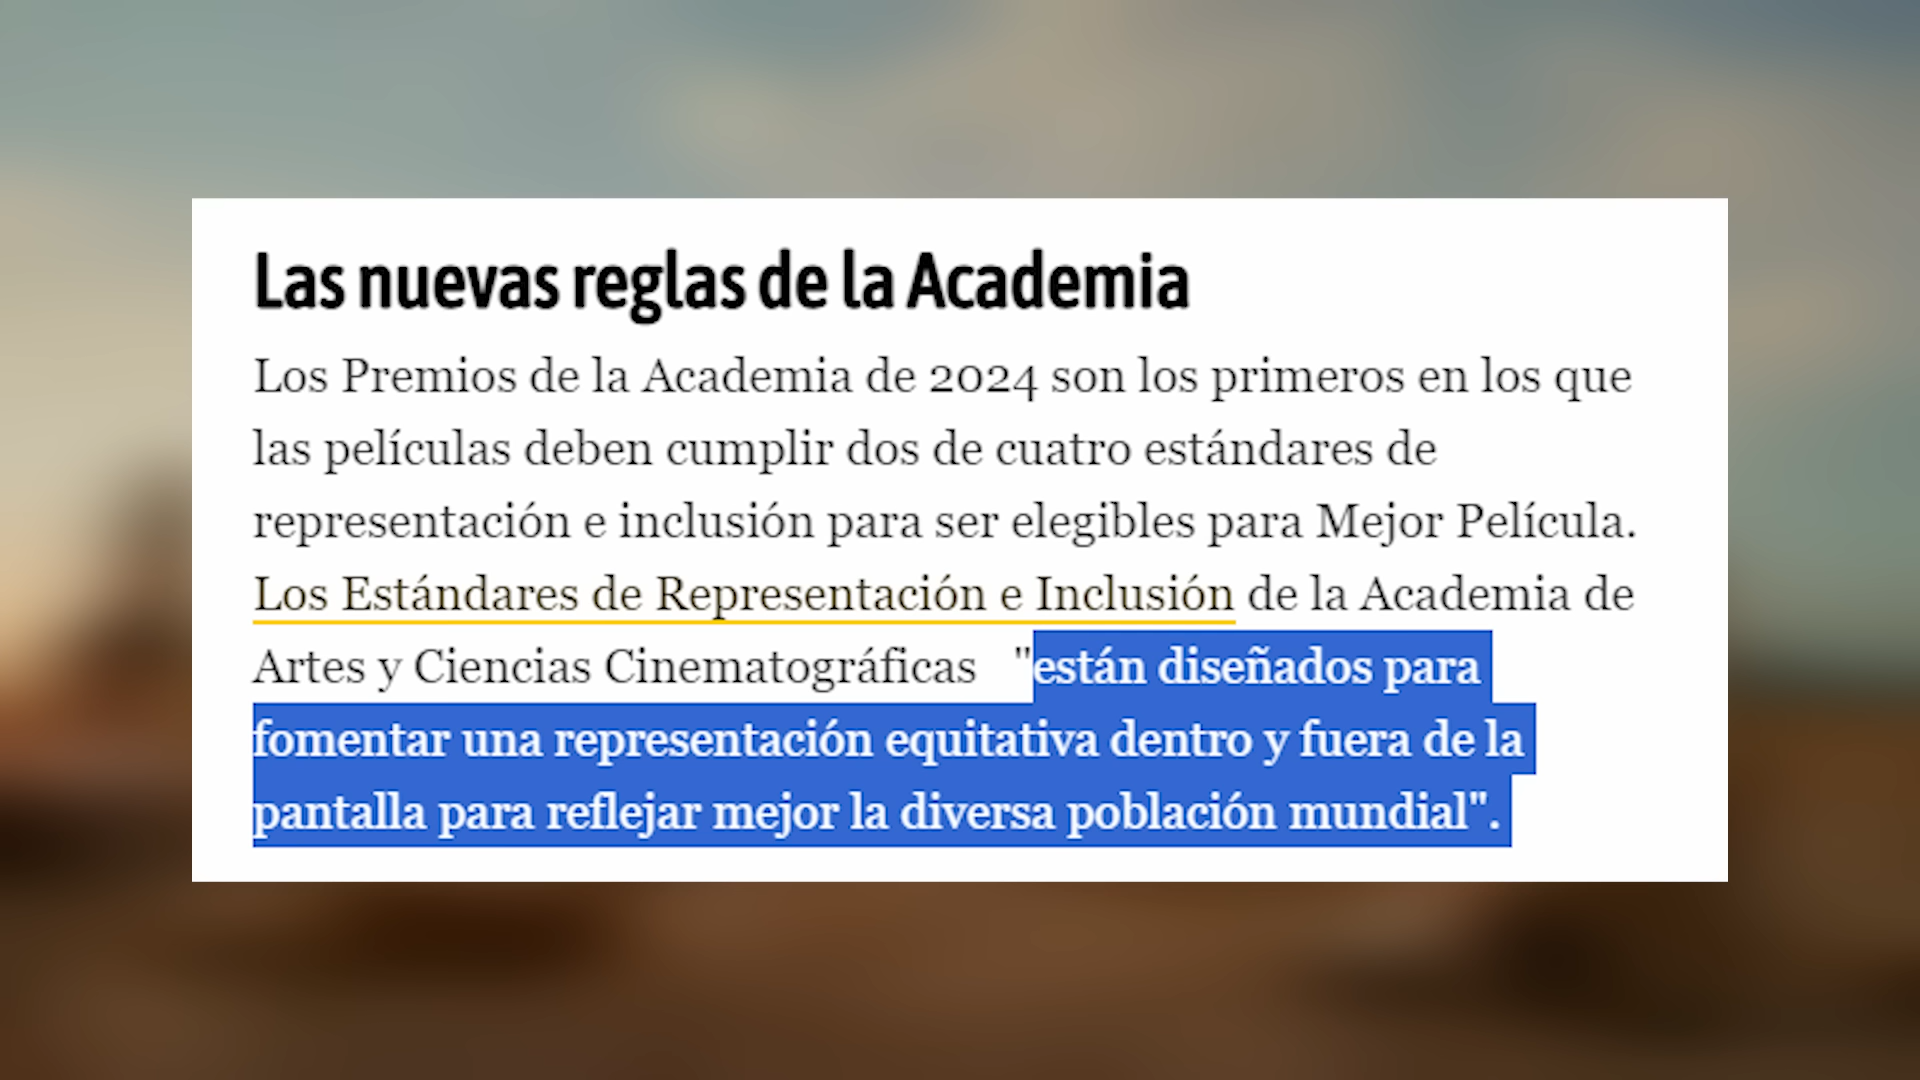 Las nuevas reglas de la Academia
Los Premios de la Academia de 2024 son los primeros en los que
las películas deben cumplir dos de cuatro estándares de
representación e inclusión para ser elegibles para Mejor Película.
Los Estándares de Representación e Inclusión de la Academia de
Artes y Ciencias Cinematográficas "están diseñados para
fomentar una representación equitativa dentro y fuera de la
pantalla para reflejar mejor la diversa población mundial".